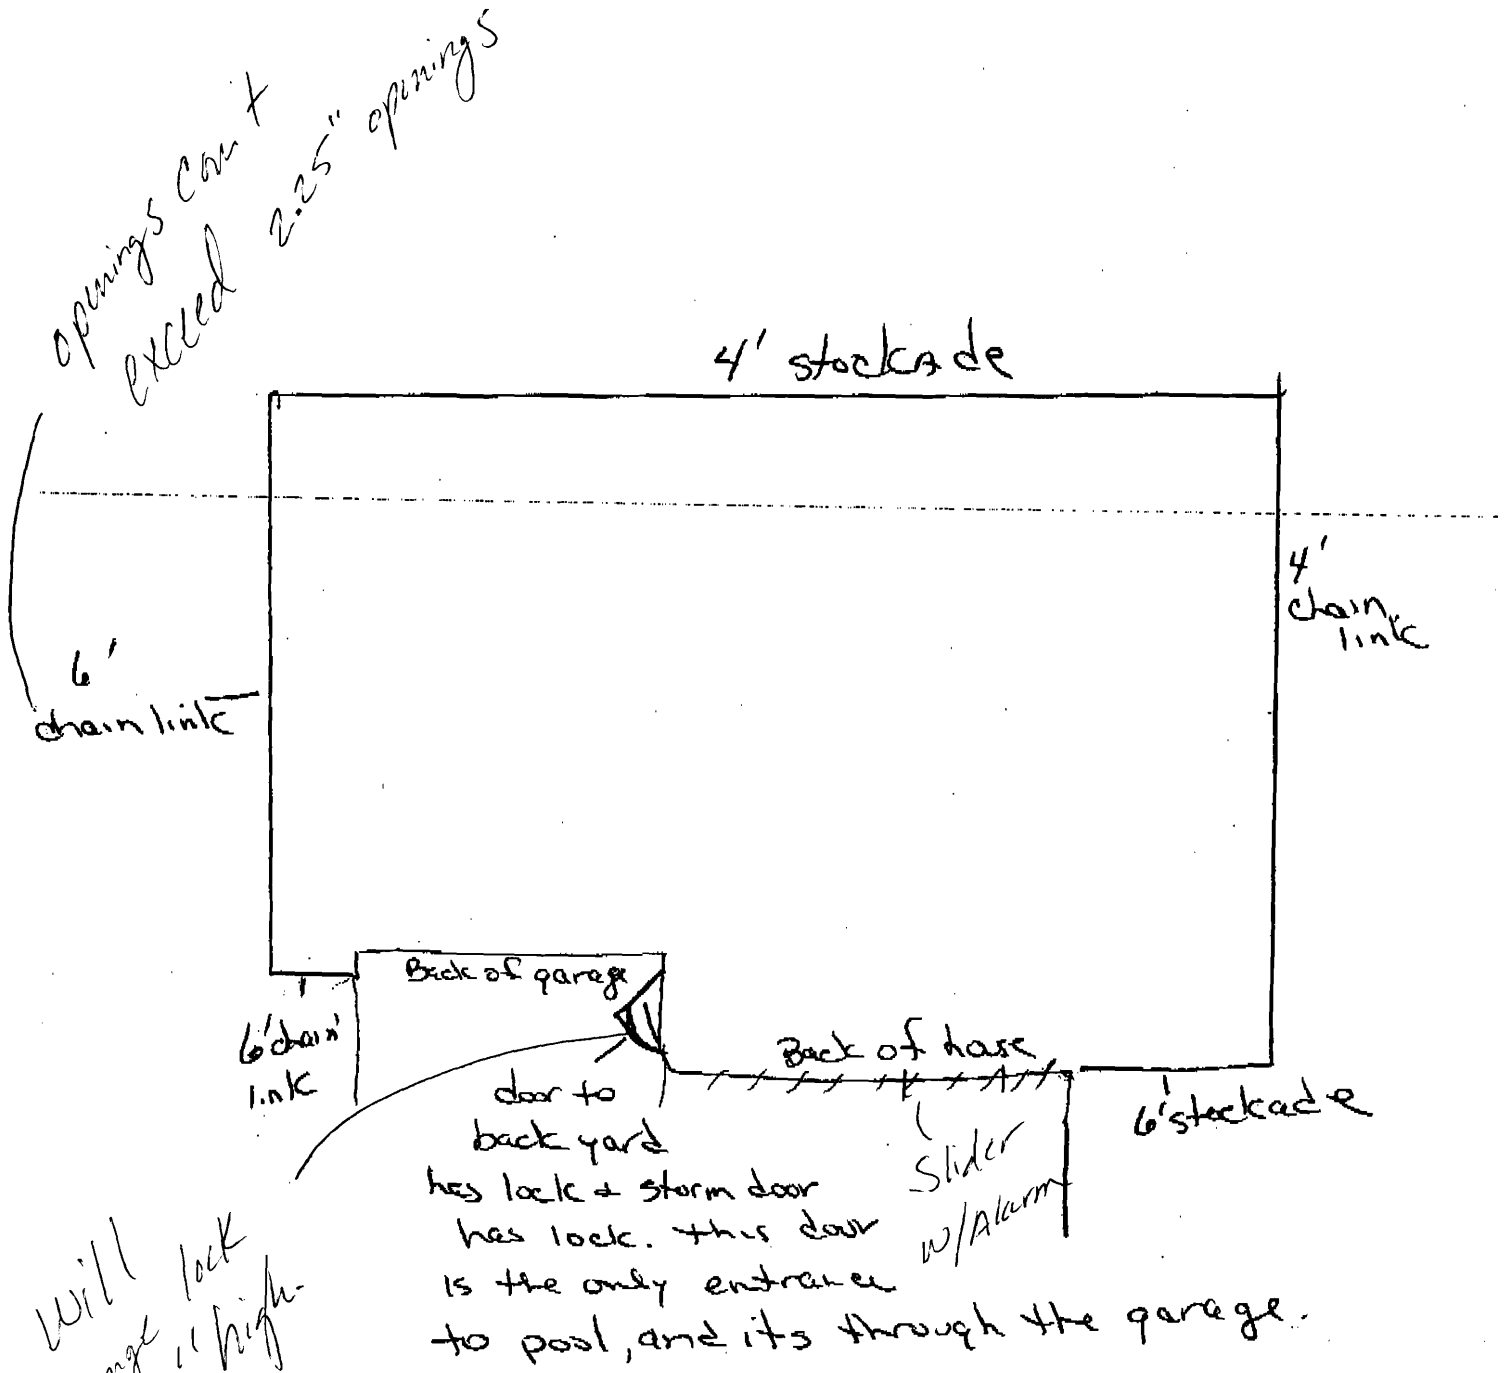 openings can't
exceed 2.25" openings
4' stockade
4'
chain
link
6'
chain link
Back of garage
6' chain
link
Back of house
6' stockade
door to
back yard
has lock & storm door
has lock. this door
is the only entrance
to pool, and its through the garage.
Slider
w/Alarm
will
lock
" high.